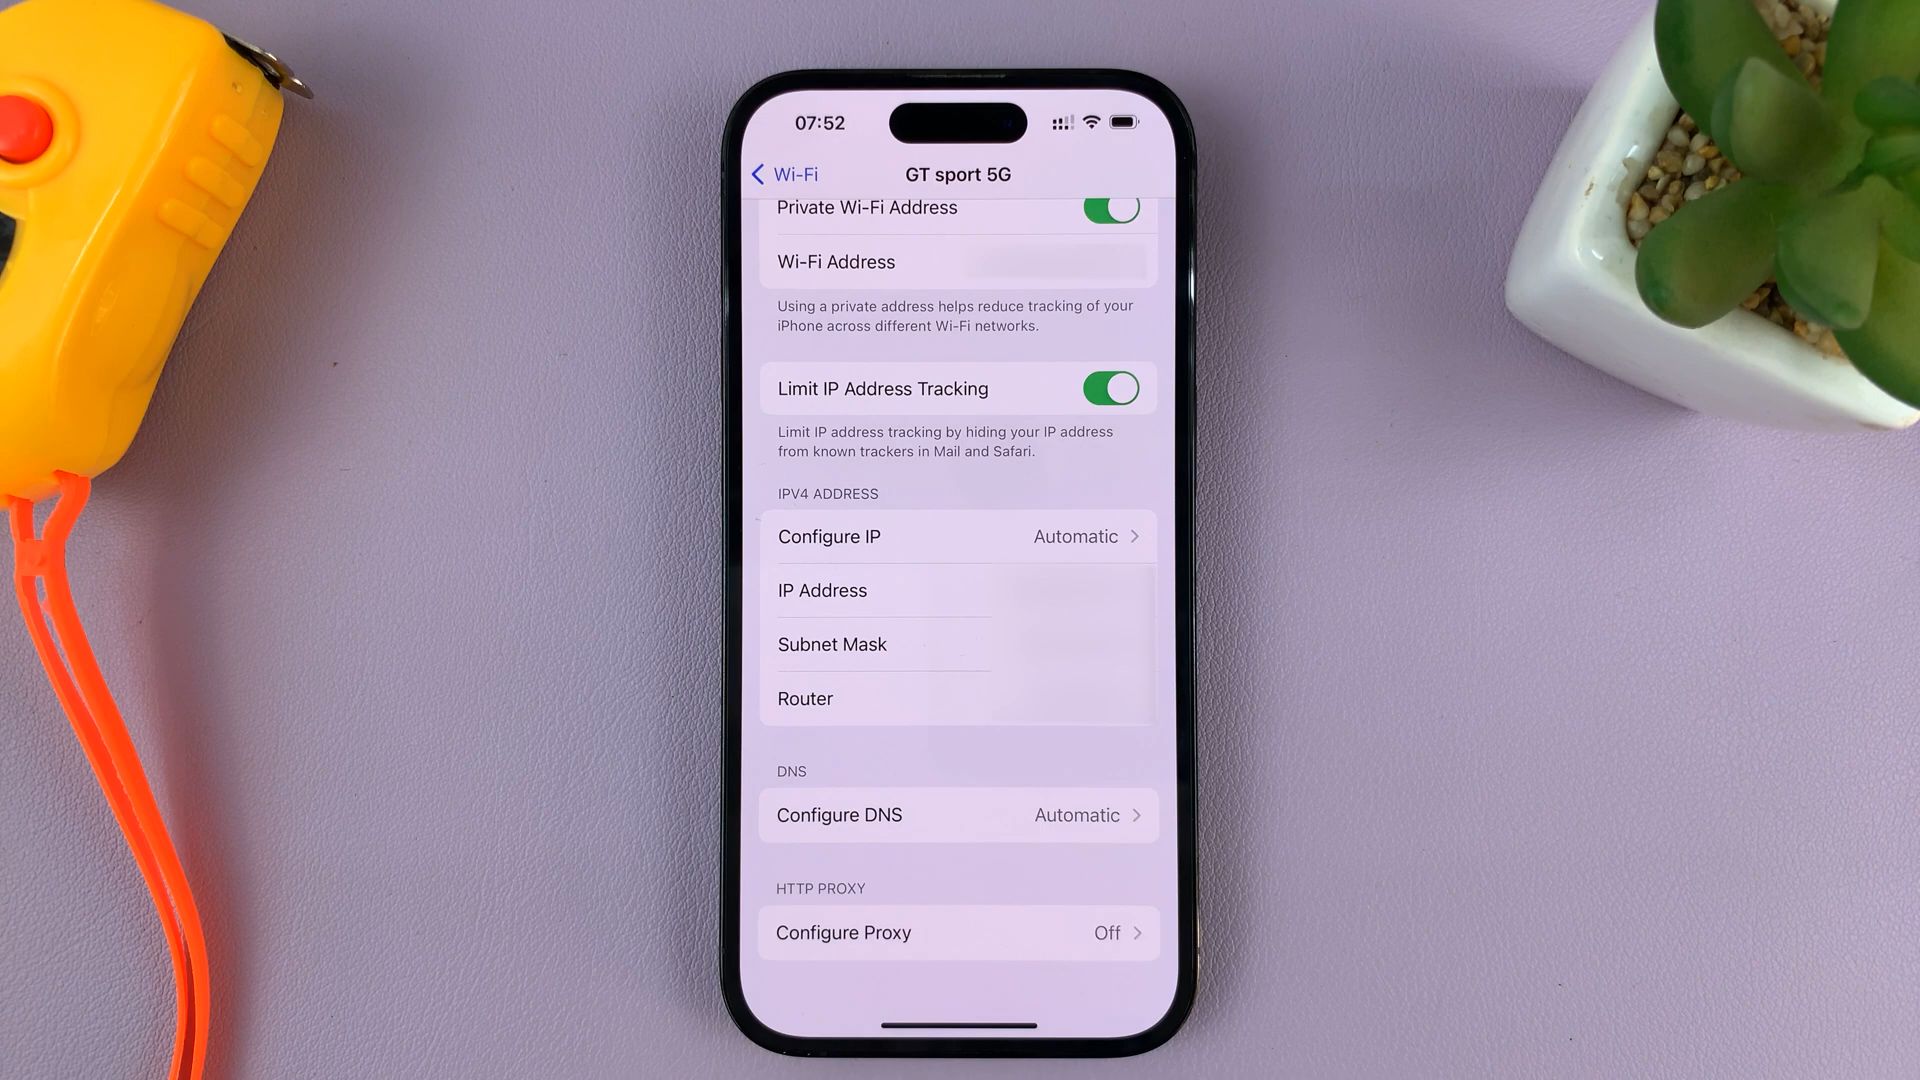 07:52
Wi-Fi
GT sport 5G
Private Wi-Fi Address
Wi-Fi Address
Using a private address helps reduce tracking of your
iPhone across different Wi-Fi networks.
Limit IP Address Tracking
Limit IP address tracking by hiding your IP address
from known trackers in Mail and Safari.
IPV4 ADDRESS
Configure IP Automatic
IP Address
Subnet Mask
Router
DNS
Configure DNS Automatic
HTTP PROXY
Configure Proxy Off